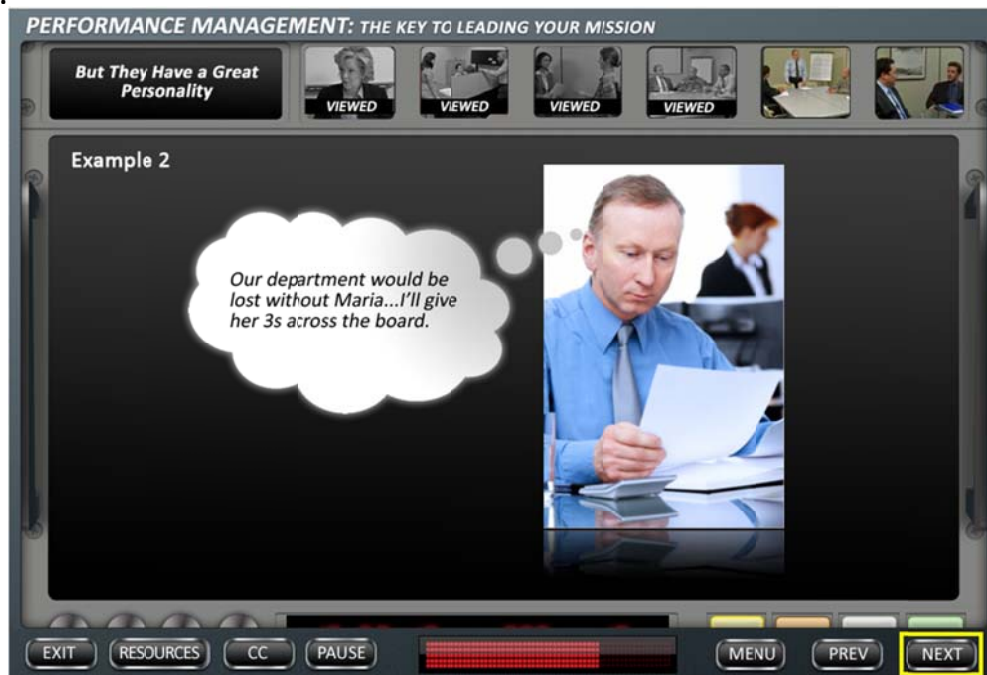 PERFORMANCE MANAGEMENT: THE KEY TO LEADING YOUR MISSION
But They Have a Great
Personality
VIEWED
VIEWED
VIEWED
VIEWED
Example 2
Our department would be
lost without Maria...I'll give
her 3s across the board.
EXIT
RESOURCES
CC
PAUSE
MENU
PREV
NEXT